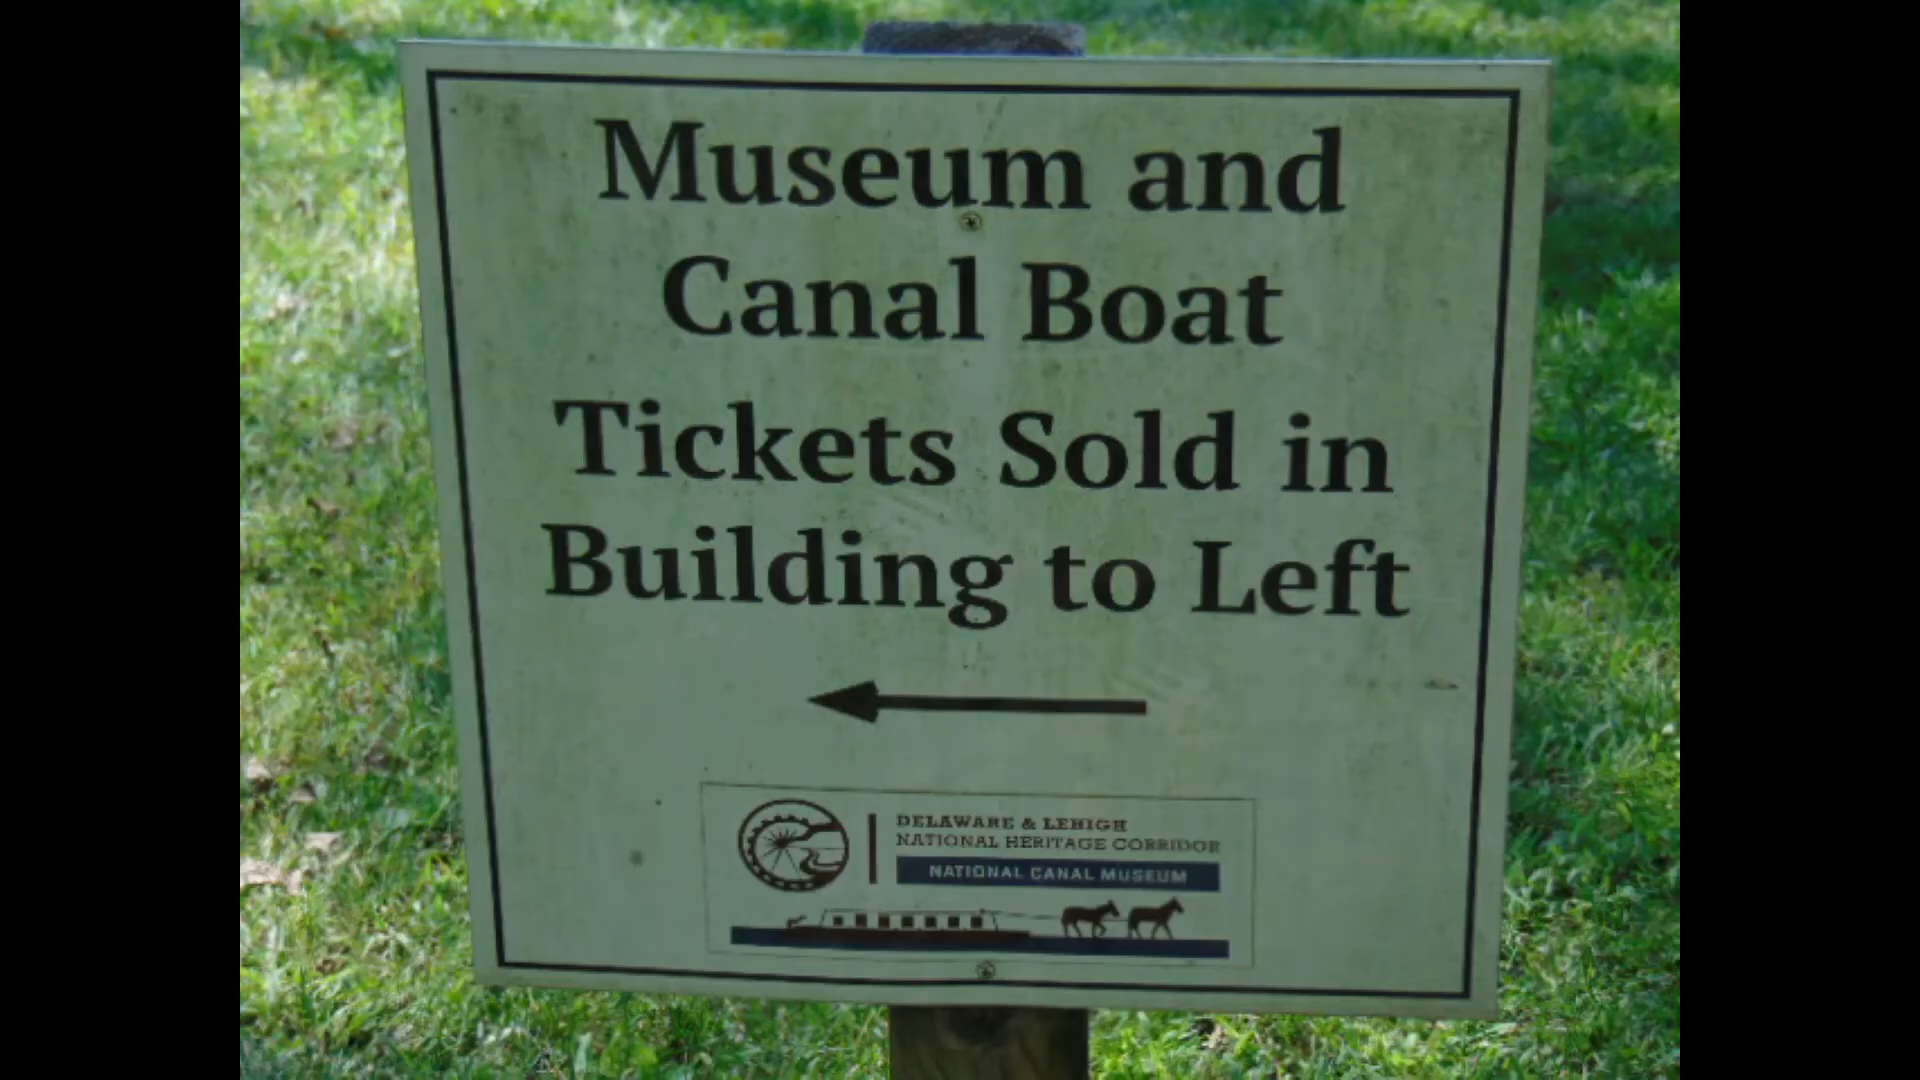 Museum and
Canal Boat
Tickets Sold in
Building to Left
DELAWARE & LEHIGH
NATIONAL HERITAGE CORRIDOR
NATIONAL CANAL MUSEUM